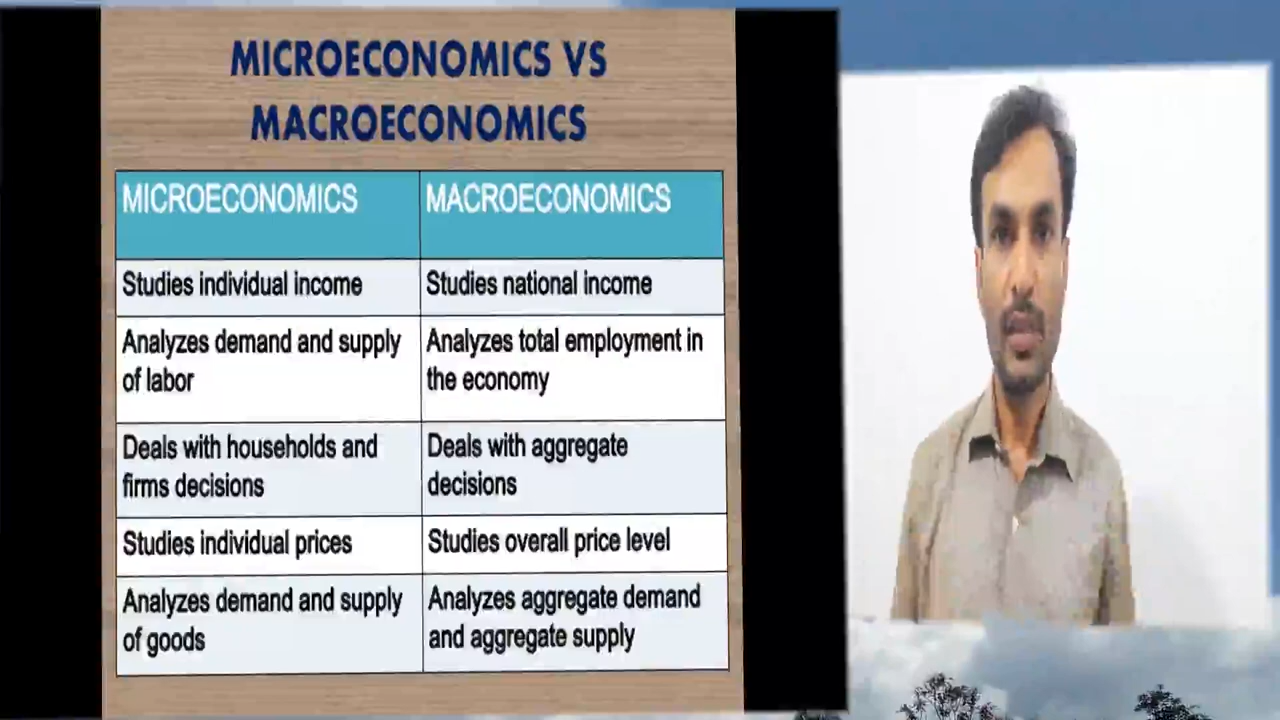 MICROECONOMICS VS
MACROECONOMICS
MICROECONOMICS
MACROECONOMICS
Studies individual income
Studies national income
Analyzes demand and supply
of labor
Analyzes total employment in
the economy
Deals with households and
firms decisions
Deals with aggregate
decisions
Studies individual prices
Studies overall price level
Analyzes demand and supply
of goods
Analyzes aggregate demand
and aggregate supply